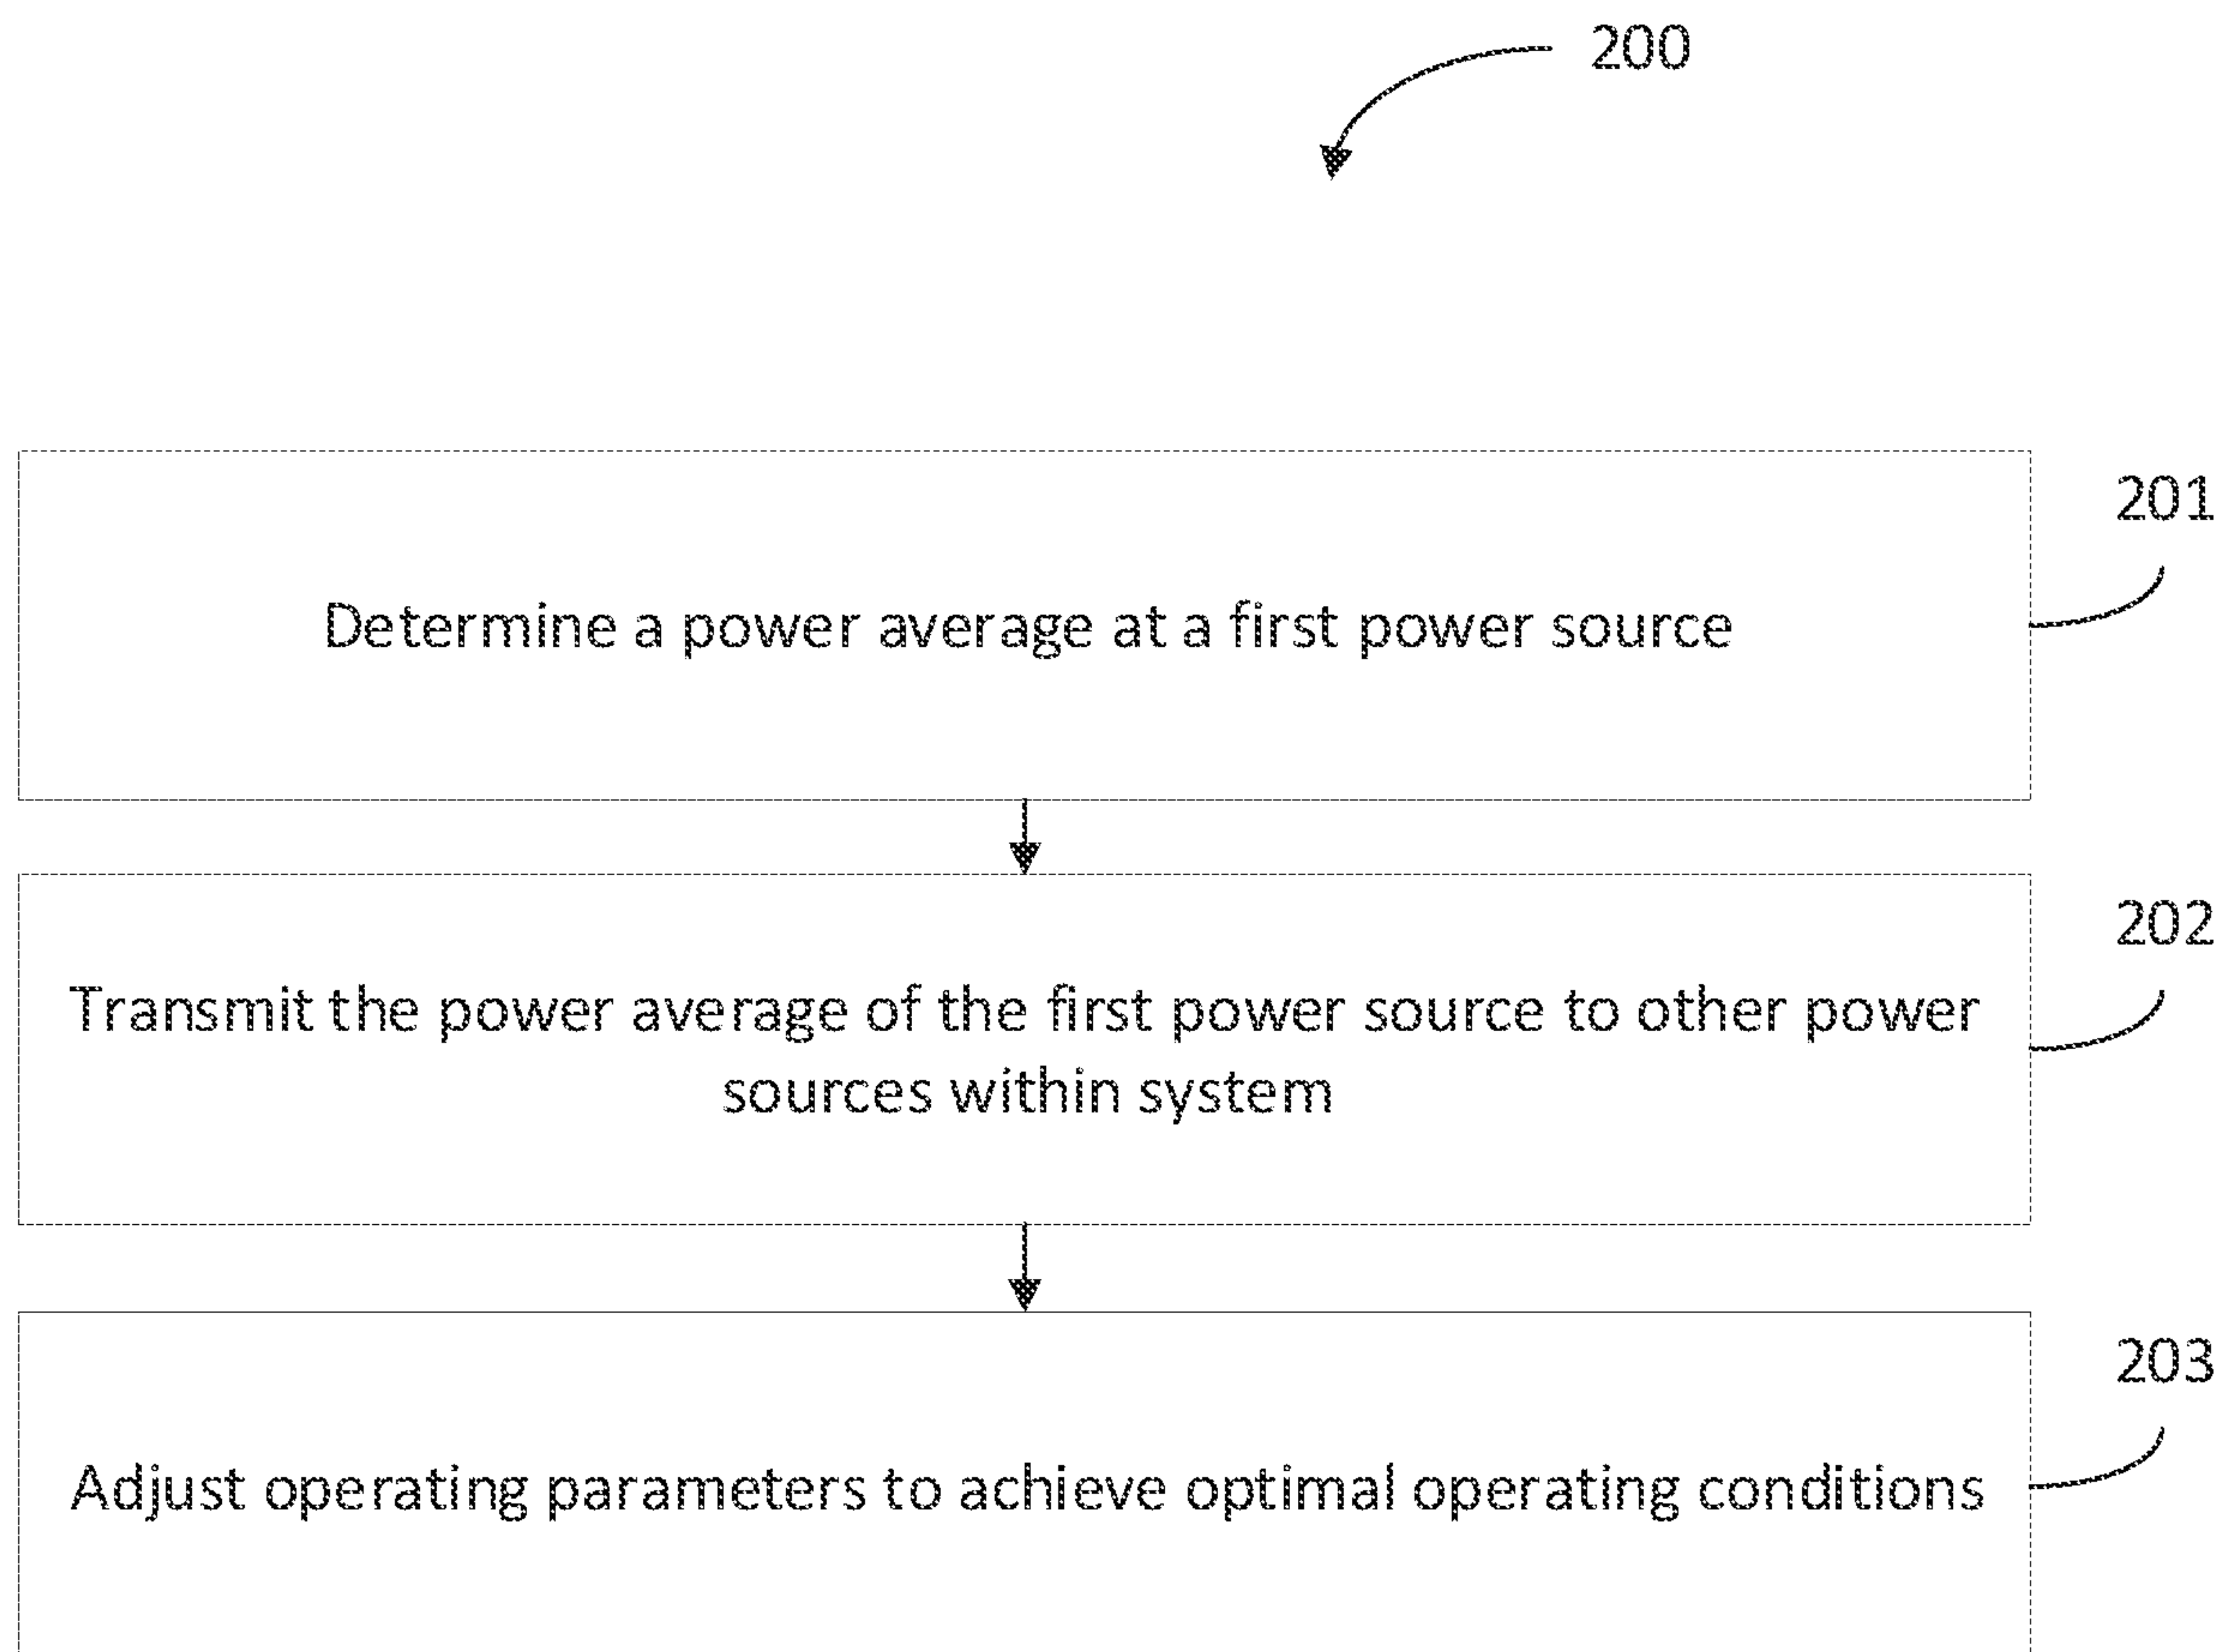 200
201
Determine a power average at a first power source
202
Transmit the power average of the first power source to other power
sources within system
203
Adjust operating parameters to achieve optimal operating conditions